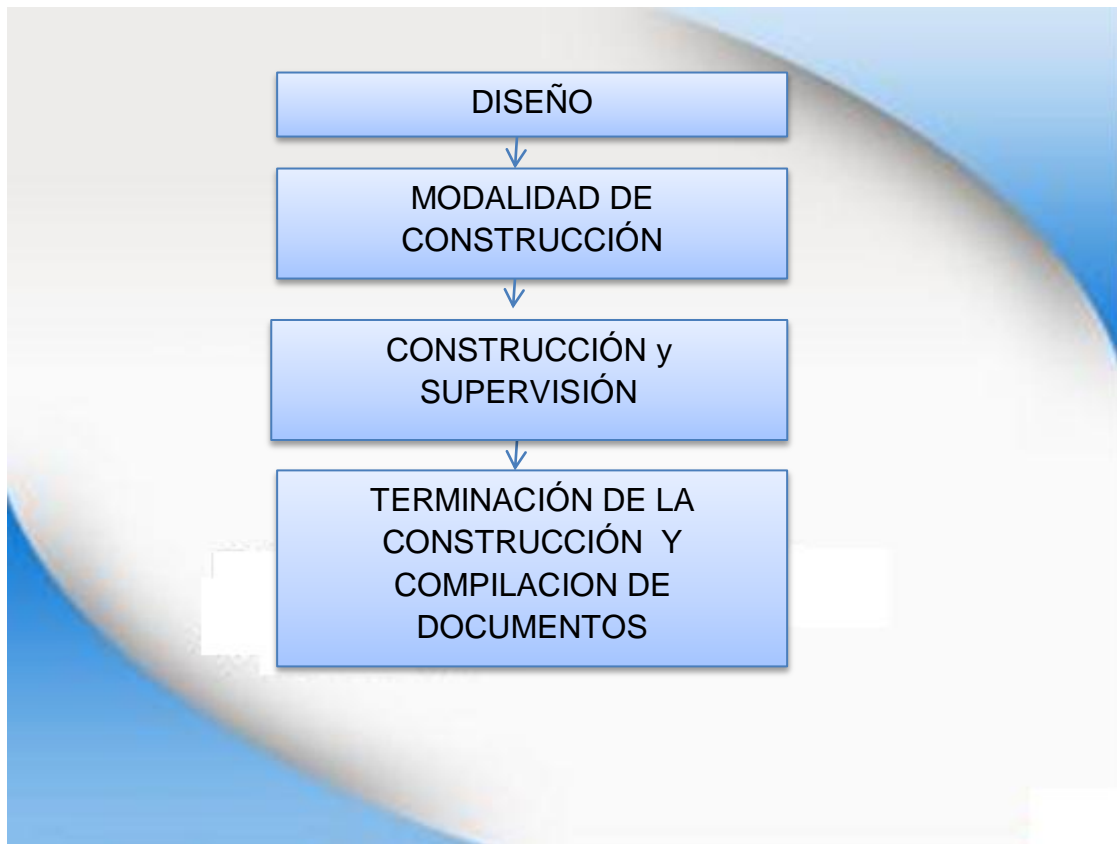 DISEÑO
MODALIDAD DE
CONSTRUCCIÓN
CONSTRUCCIÓN y
SUPERVISIÓN
TERMINACIÓN DE LA
CONSTRUCCIÓN  Y
COMPILACION DE
DOCUMENTOS